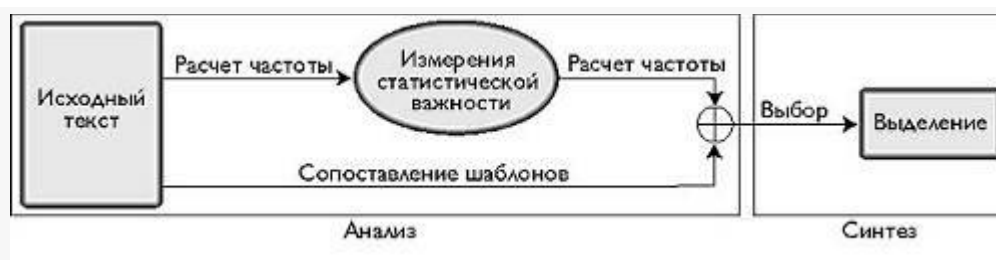 Исходный
текст
Расчет частоты
Измерения
статистической
важности
Расчет частоты
Сопоставление шаблонов
Выбор
Выделение
Анализ
Синтез